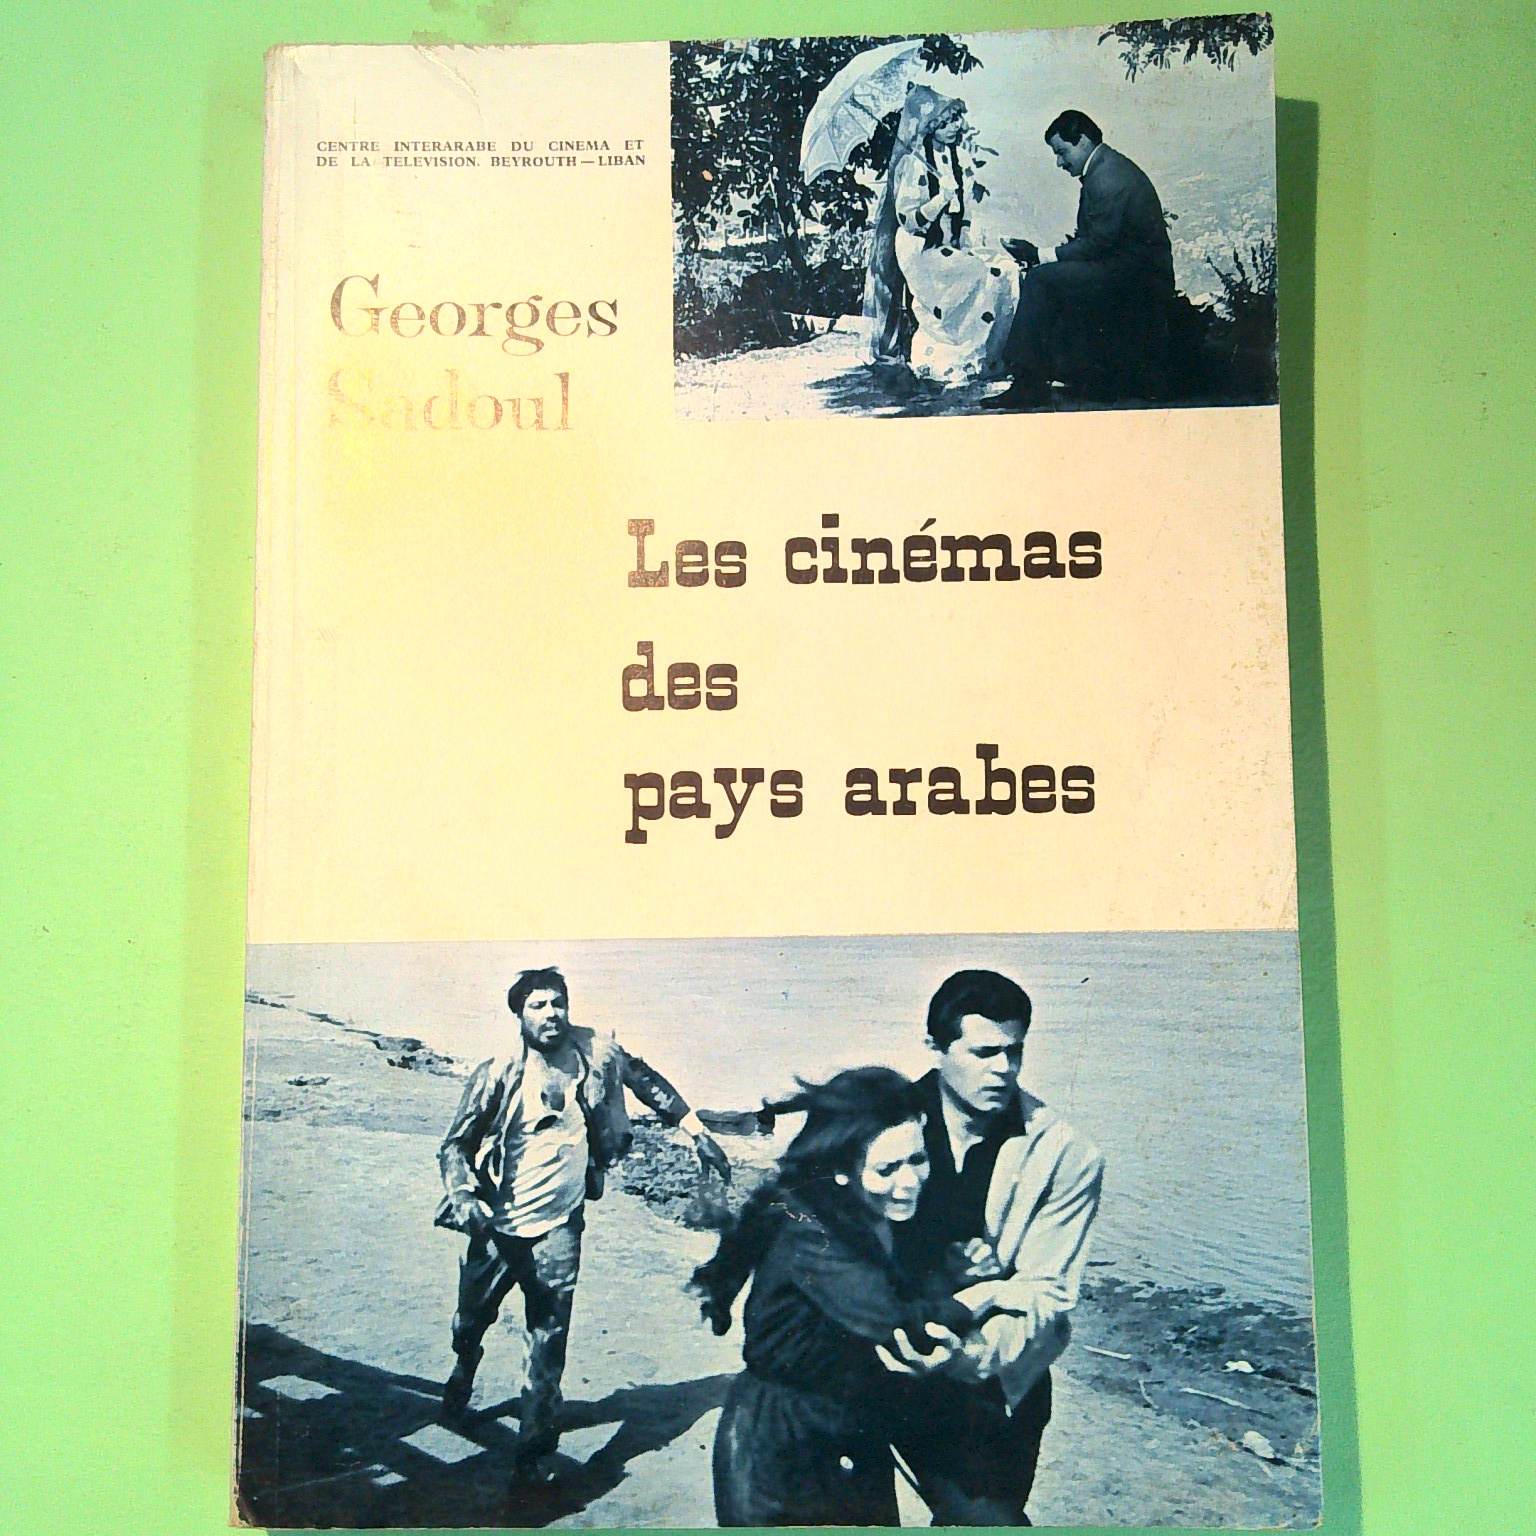 CENTRE INTERARABE DU CINEMA ET
DE LA TELEVISION. BEYROUTH — LIBAN
Georges
Sadoul
Les cinémas
des
pays arabes